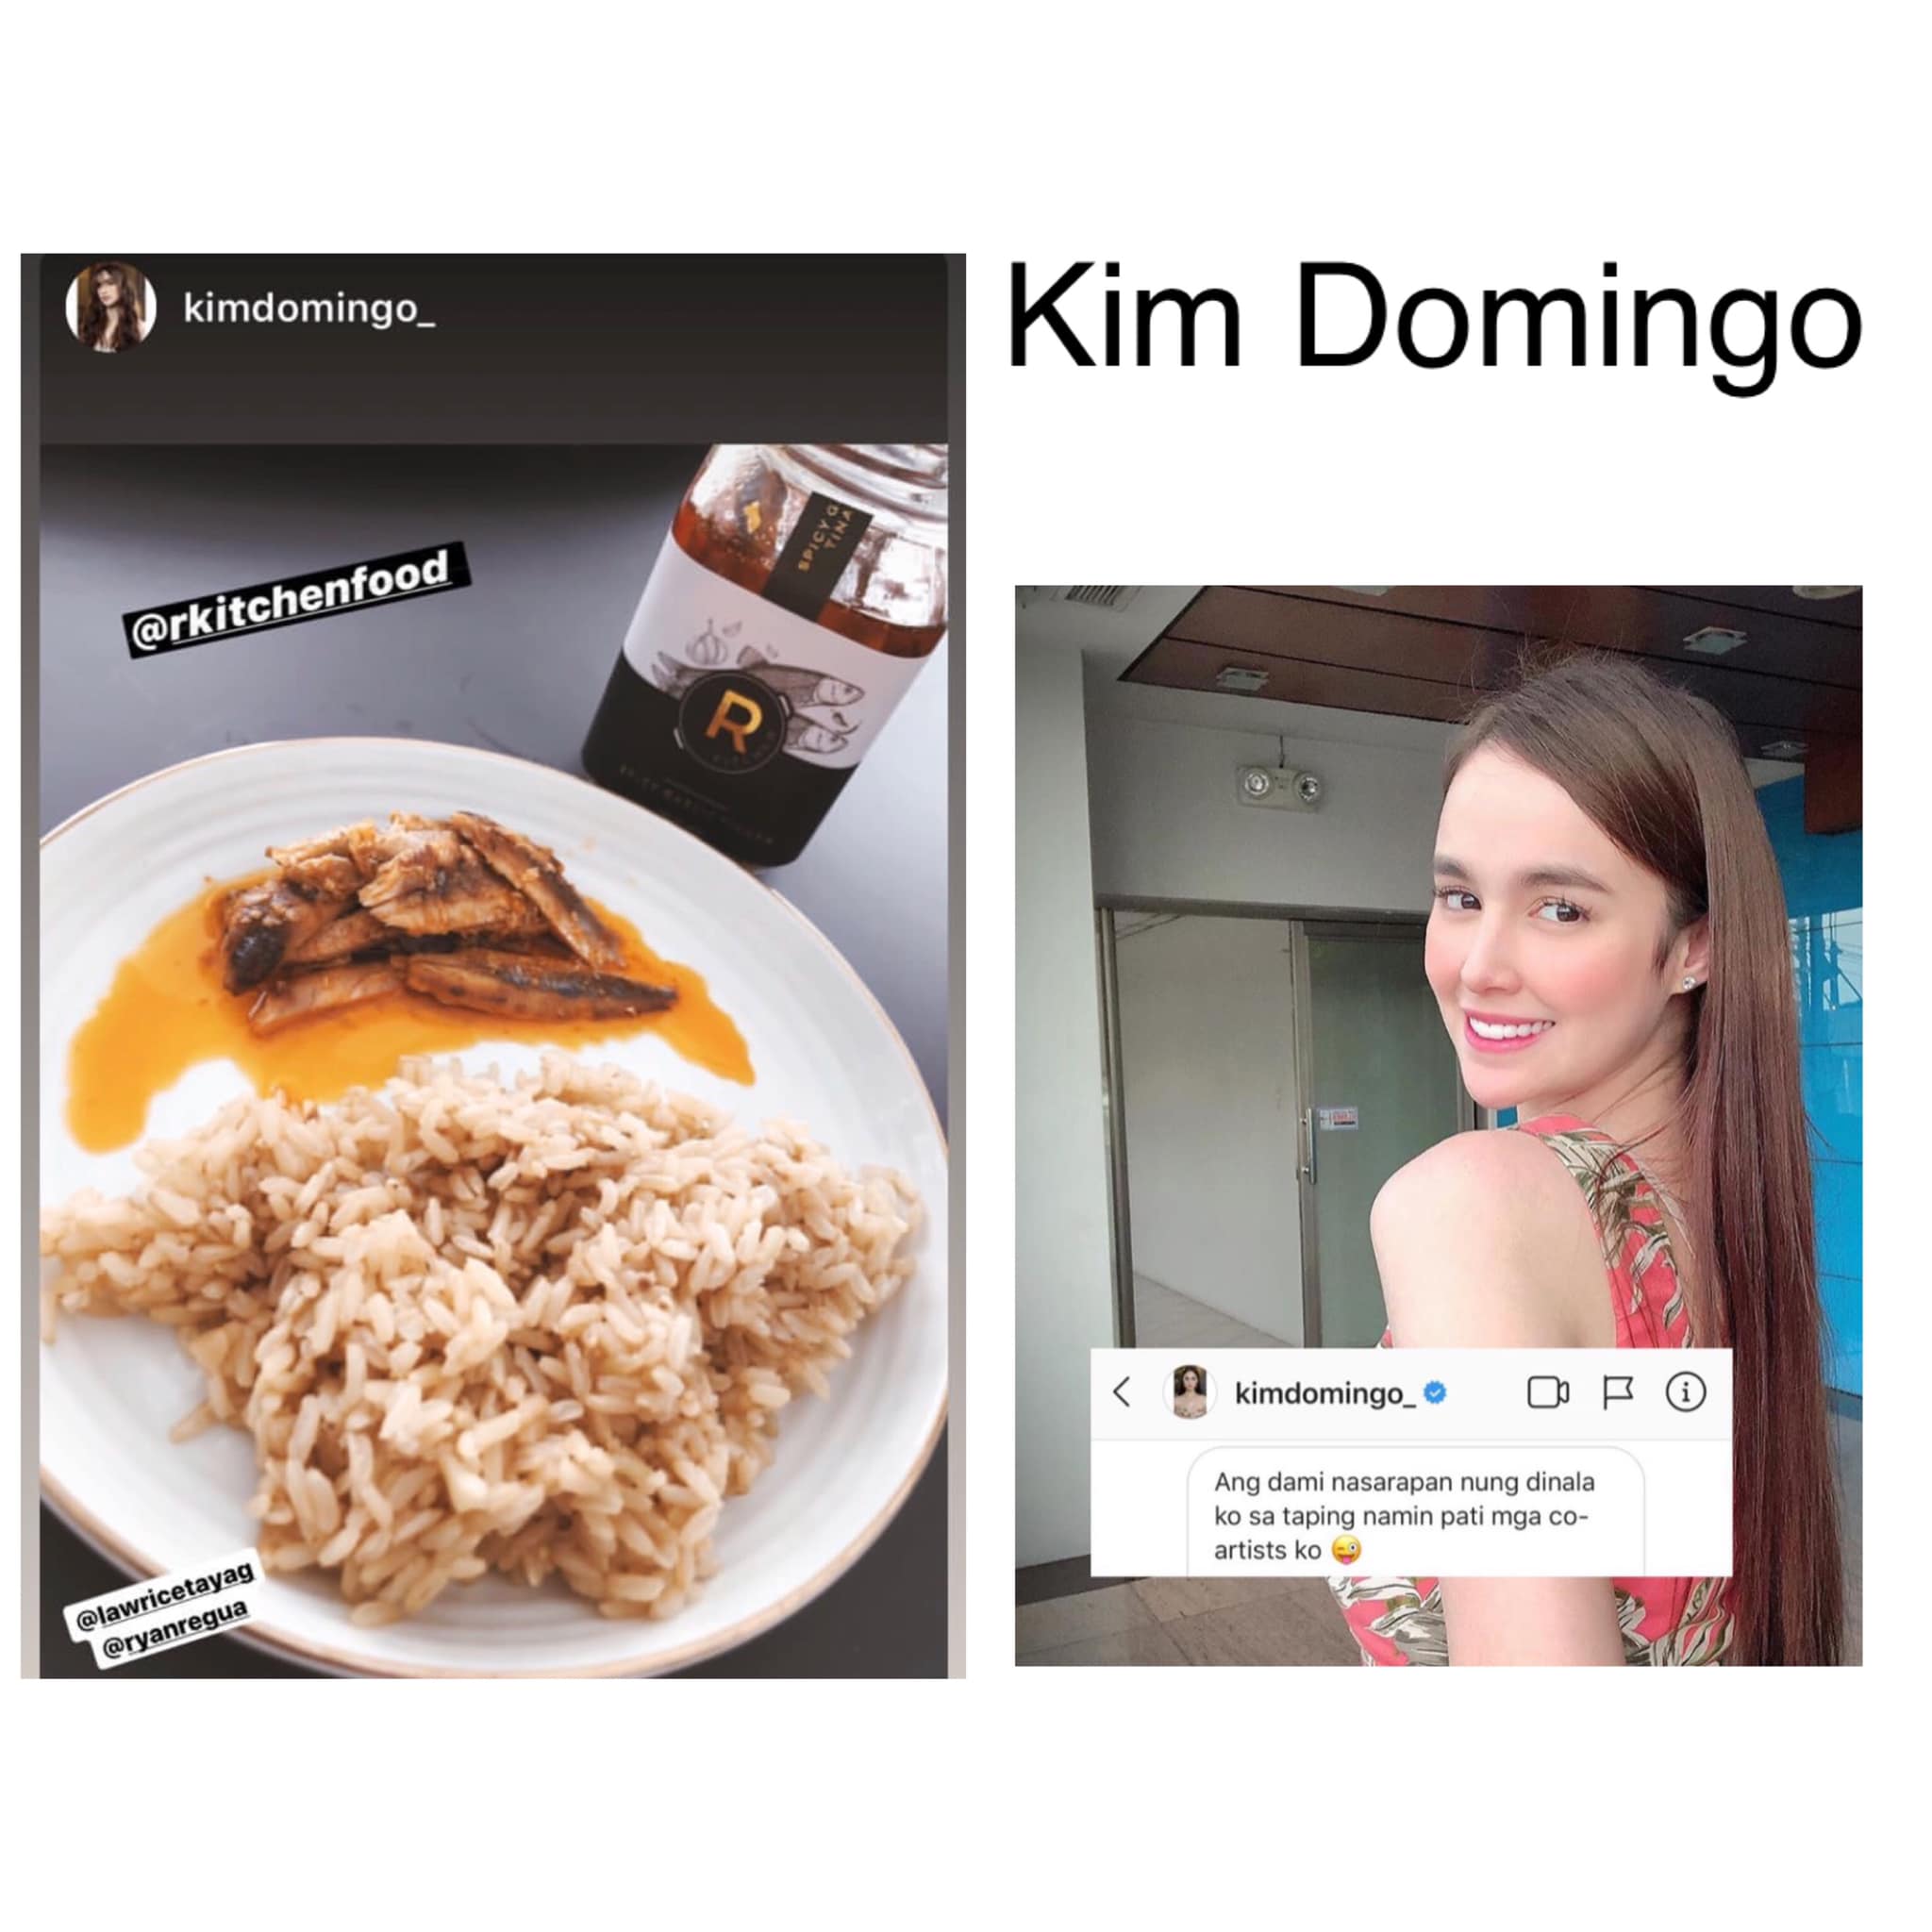 kimdomingo_
@rkitchenfood
SPICY G
TINA
R
@lawricetayag
@ryanregua
Kim Domingo
kimdomingo_
Ang dami nasarapan nung dinala
ko sa taping namin pati mga co-
artists ko 😜